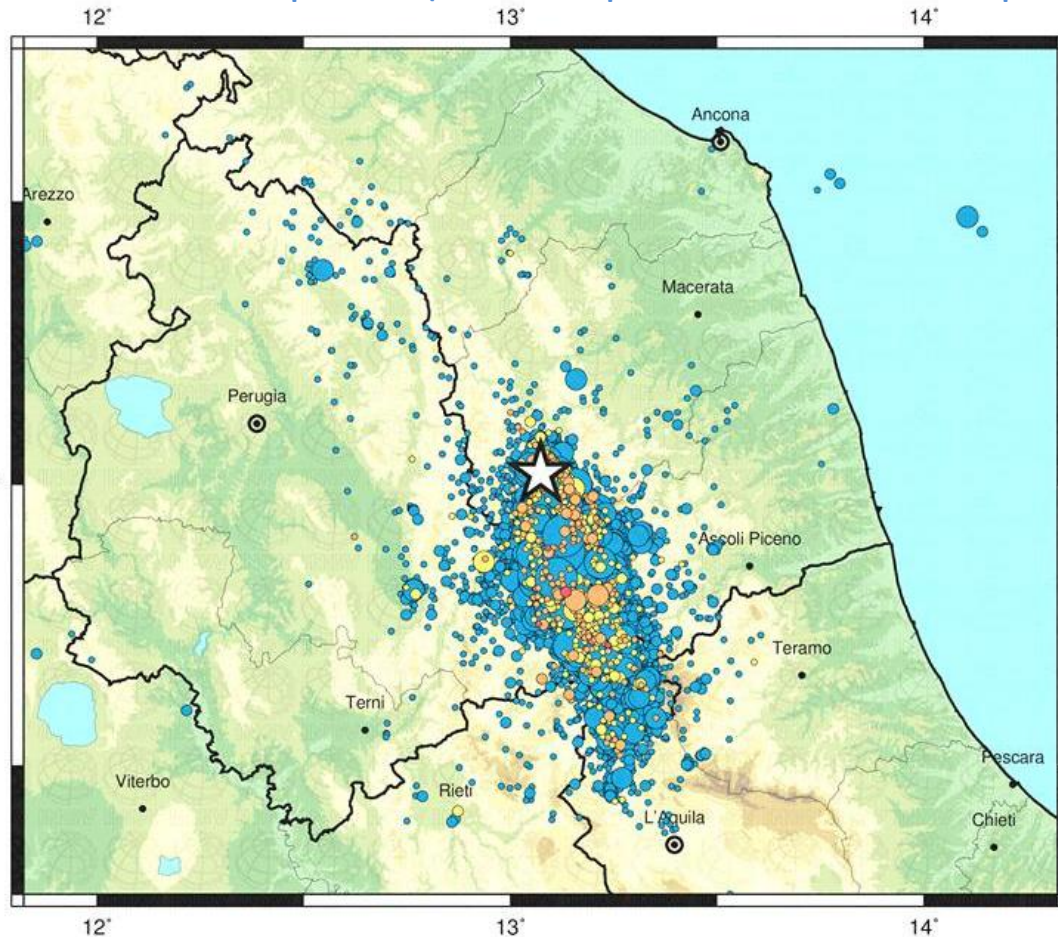 12° 13° 14°
Ancona
Arezzo
Macerata
Perugia
Ascoli Piceno
Teramo
Terni
Pescara
Viterbo
Rieti
L'Aquila
Chieti
12° 13° 14°